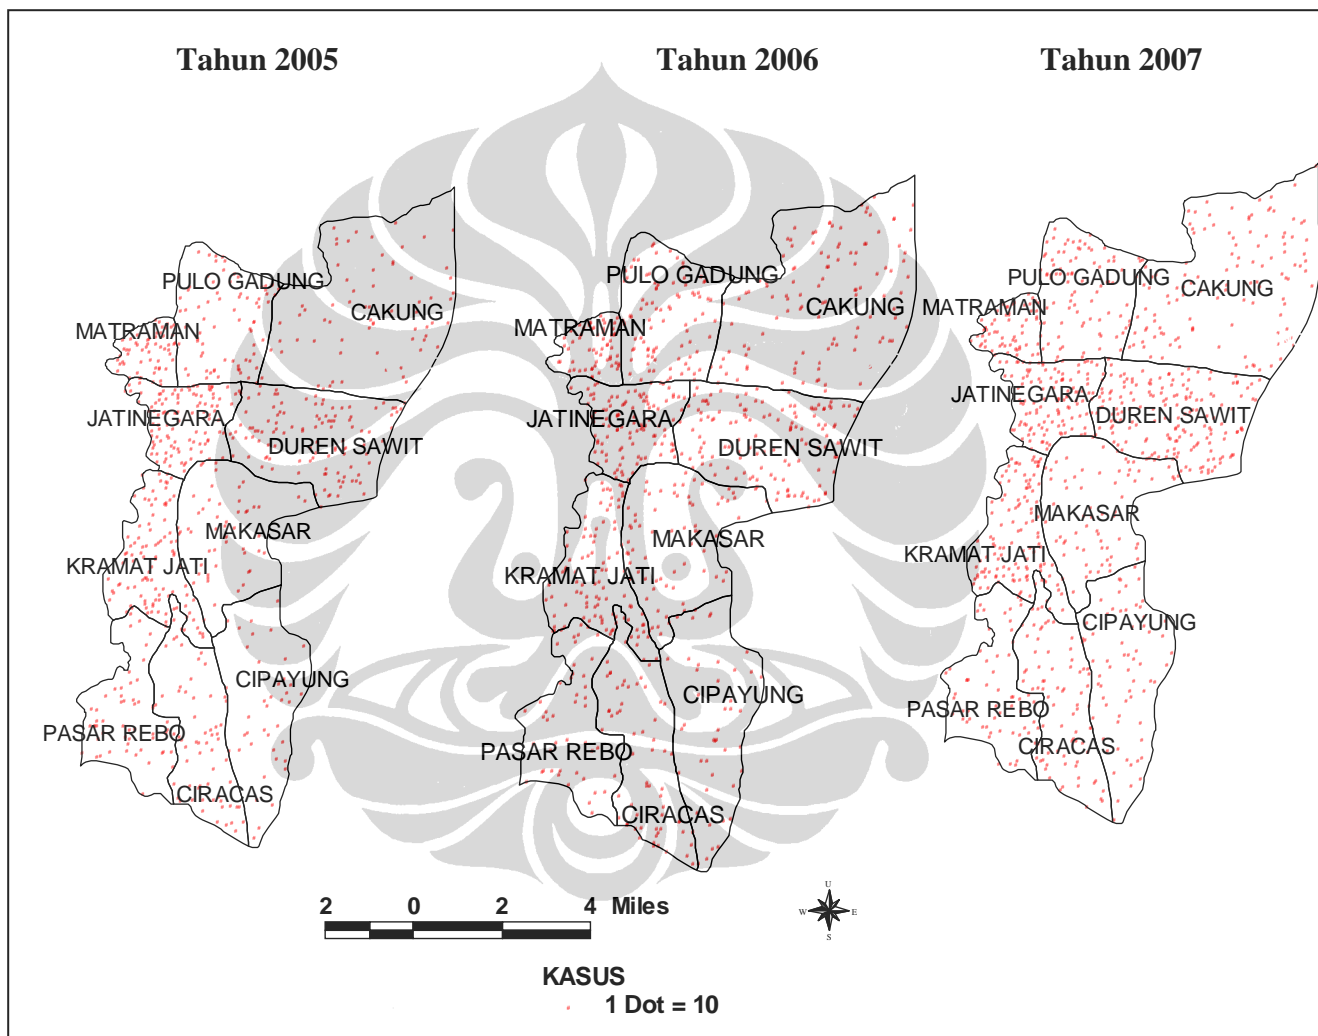 Tahun 2005
PULO GADUNG
CAKUNG
MATRAMAN
JATINEGARA
DUREN SAWIT
MAKASAR
KRAMAT JATI
CIPAYUNG
PASAR REBO
CIRACAS
Tahun 2006
PULO GADUNG
CAKUNG
MATRAMAN
JATINEGARA
DUREN SAWIT
MAKASAR
KRAMAT JATI
CIPAYUNG
PASAR REBO
CIRACAS
Tahun 2007
PULO GADUNG
CAKUNG
MATRAMAN
JATINEGARA
DUREN SAWIT
MAKASAR
KRAMAT JATI
CIPAYUNG
PASAR REBO
CIRACAS
2 0 2 4 Miles
U
W E
S
KASUS
1 Dot = 10